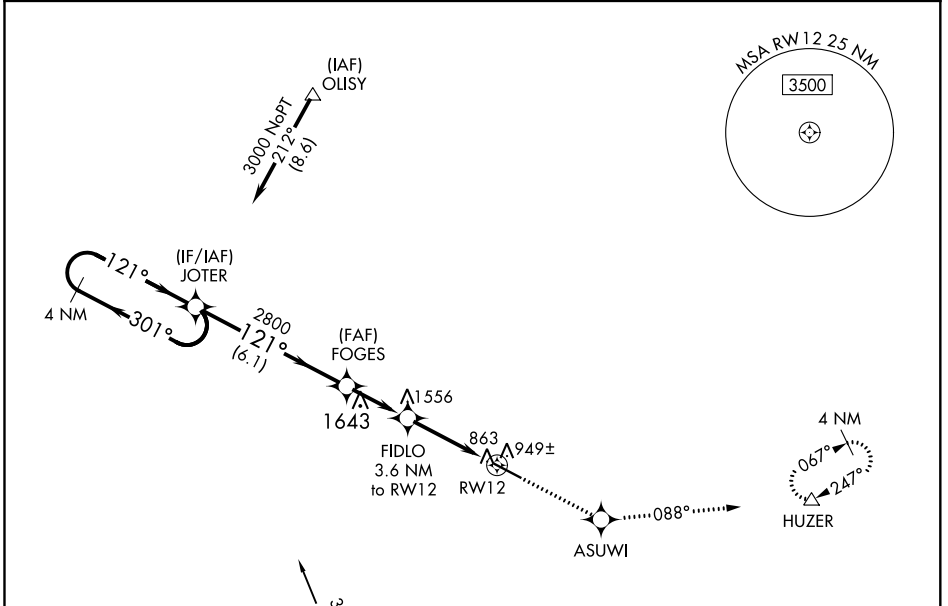 MSA RW12 25 NM
3500
(IAF)
OLISY
3000 NoPT
212°
(8.6)
(IF/IAF)
JOTER
121°
4 NM
301°
2800
121°
(6.1)
(FAF)
FOGES
1643
1556
FIDLO
3.6 NM
to RW12
863
949±
RW12
ASUWI
088°
4 NM
067°
247°
HUZER